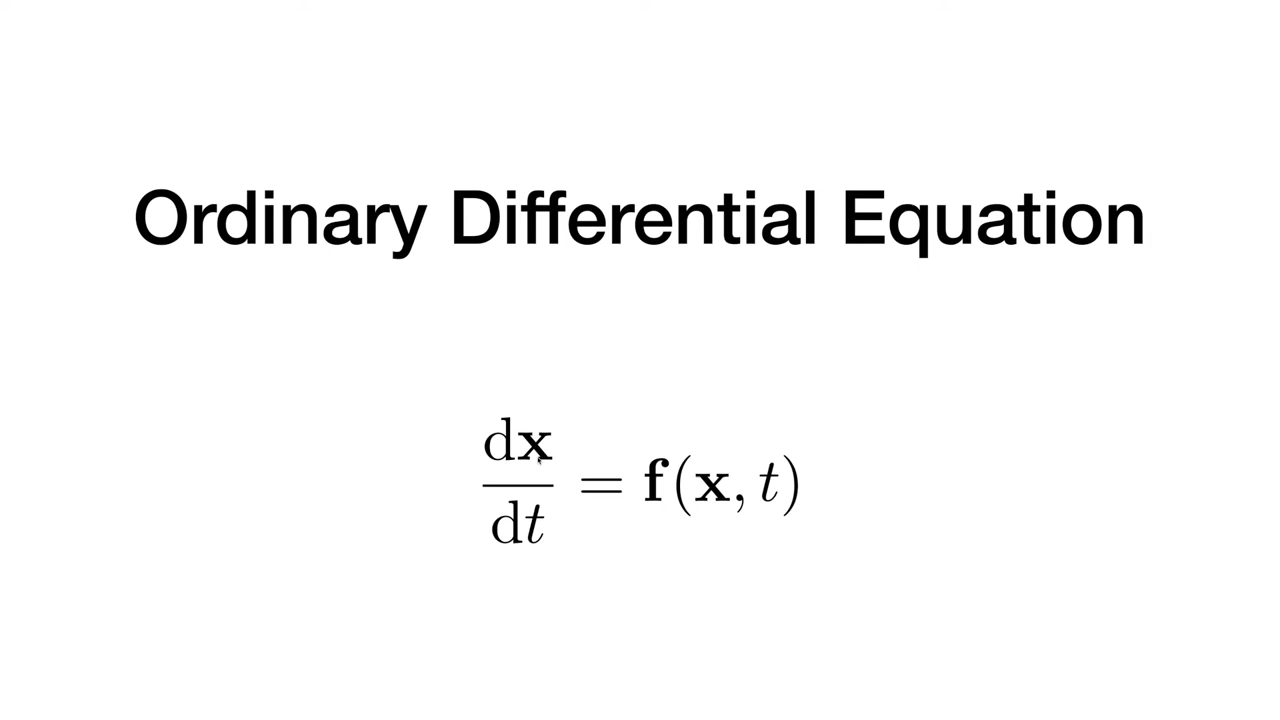 Ordinary Differential Equation
d𝐱/d𝑡 = 𝐟(𝐱, 𝑡)